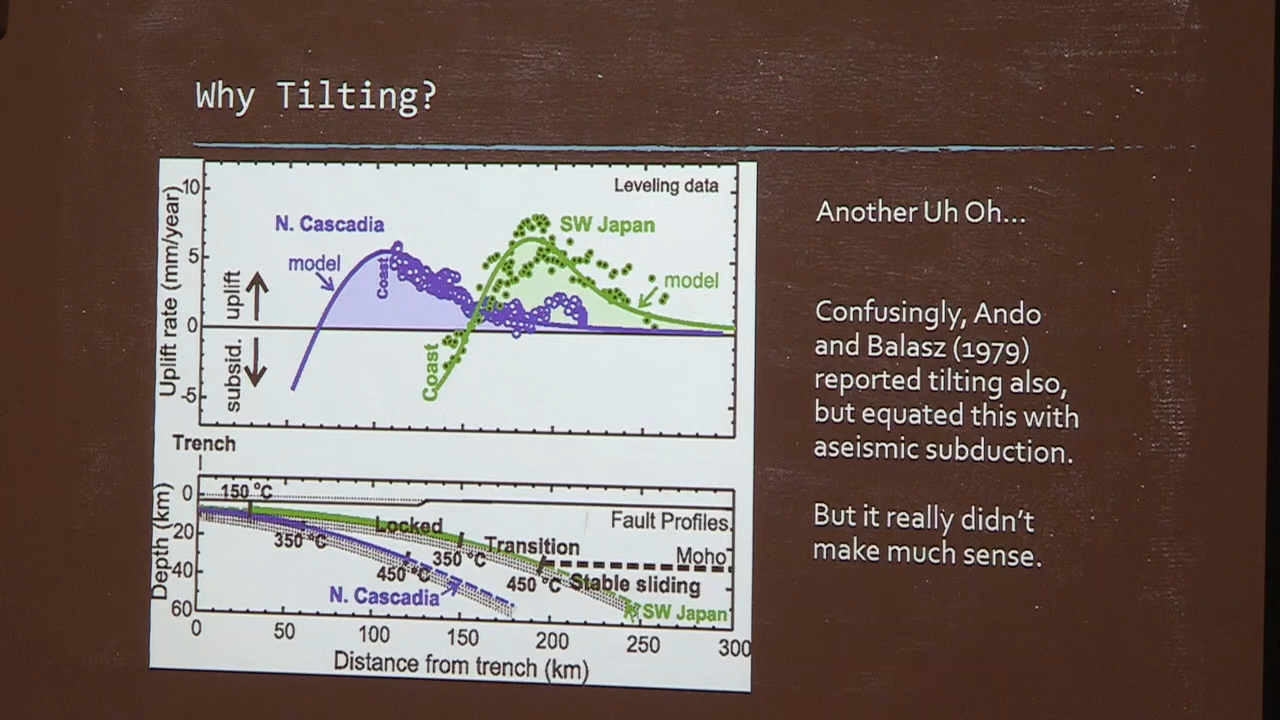 Why Tilting?
Leveling data
N. Cascadia
SW Japan
model
model
Coast
Coast
Uplift rate (mm/year)
subsid. uplift
10
5
0
-5
Another Uh Oh...
Confusingly, Ando
and Balasz (1979)
reported tilting also,
but equated this with
aseismic subduction.
But it really didn't
make much sense.
Trench
Depth (km)
0
20
40
60
150 °C
Locked
Fault Profiles
350 °C
350 °C
Transition
Moho
450 °C
450 °C
Stable sliding
N. Cascadia
SW Japan
0 50 100 150 200 250 300
Distance from trench (km)